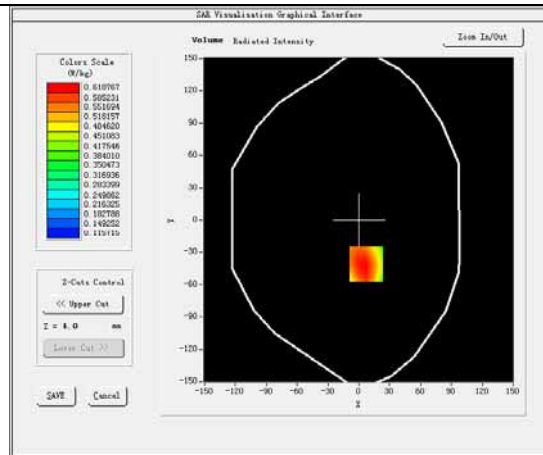 SAR Visualisation Graphical Interface
Volume Radiated Intensity
Zoom In/Out
Colors Scale
(W/kg)
0.618767
0.585231
0.551694
0.518157
0.484620
0.451083
0.417546
0.384010
0.350473
0.316936
0.283399
0.249862
0.216325
0.182788
0.149252
0.115715
Z-Cuts Control
<< Upper Cut
Z = 4.0 mm
Lower Cut >>
SAVE
Cancel
150
120
90
60
30
0
-30
-60
-90
-120
-150
Y
-150 -120 -90 -60 -30 0 30 60 90 120 150
X